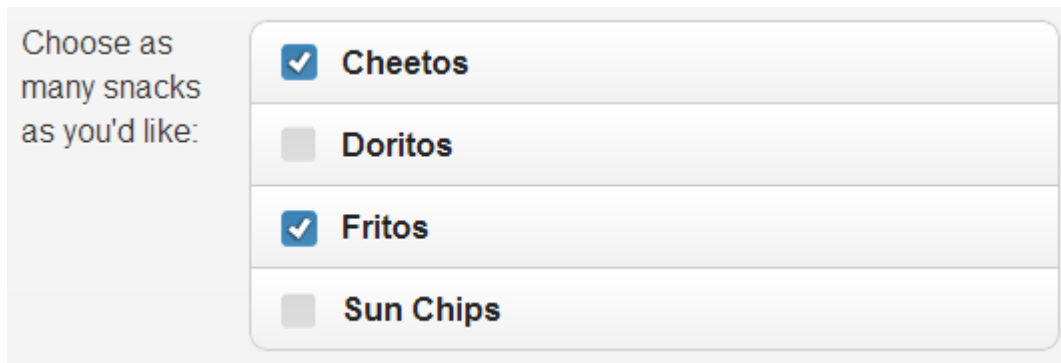 Choose as
many snacks
as you'd like:
Cheetos
Doritos
Fritos
Sun Chips